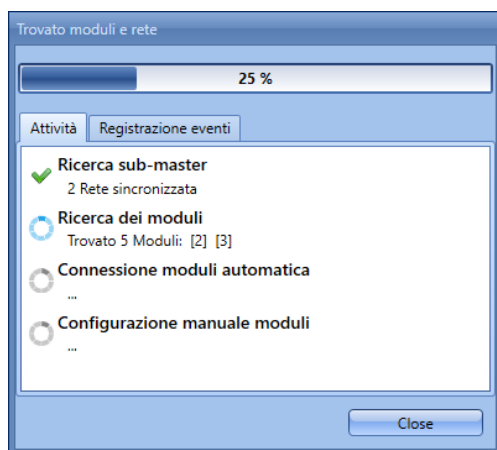 Trovato moduli e rete
25 %
Attività Registrazione eventi
Ricerca sub-master
2 Rete sincronizzata
Ricerca dei moduli
Trovato 5 Moduli: [2] [3]
Connessione moduli automatica
...
Configurazione manuale moduli
...
Close